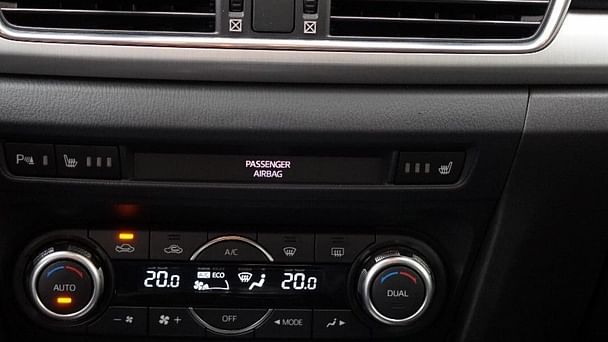 P
PASSENGER
AIRBAG
A/C
20.0 A/C ECO 20.0
AUTO
DUAL
- +
OFF
◄ MODE
►